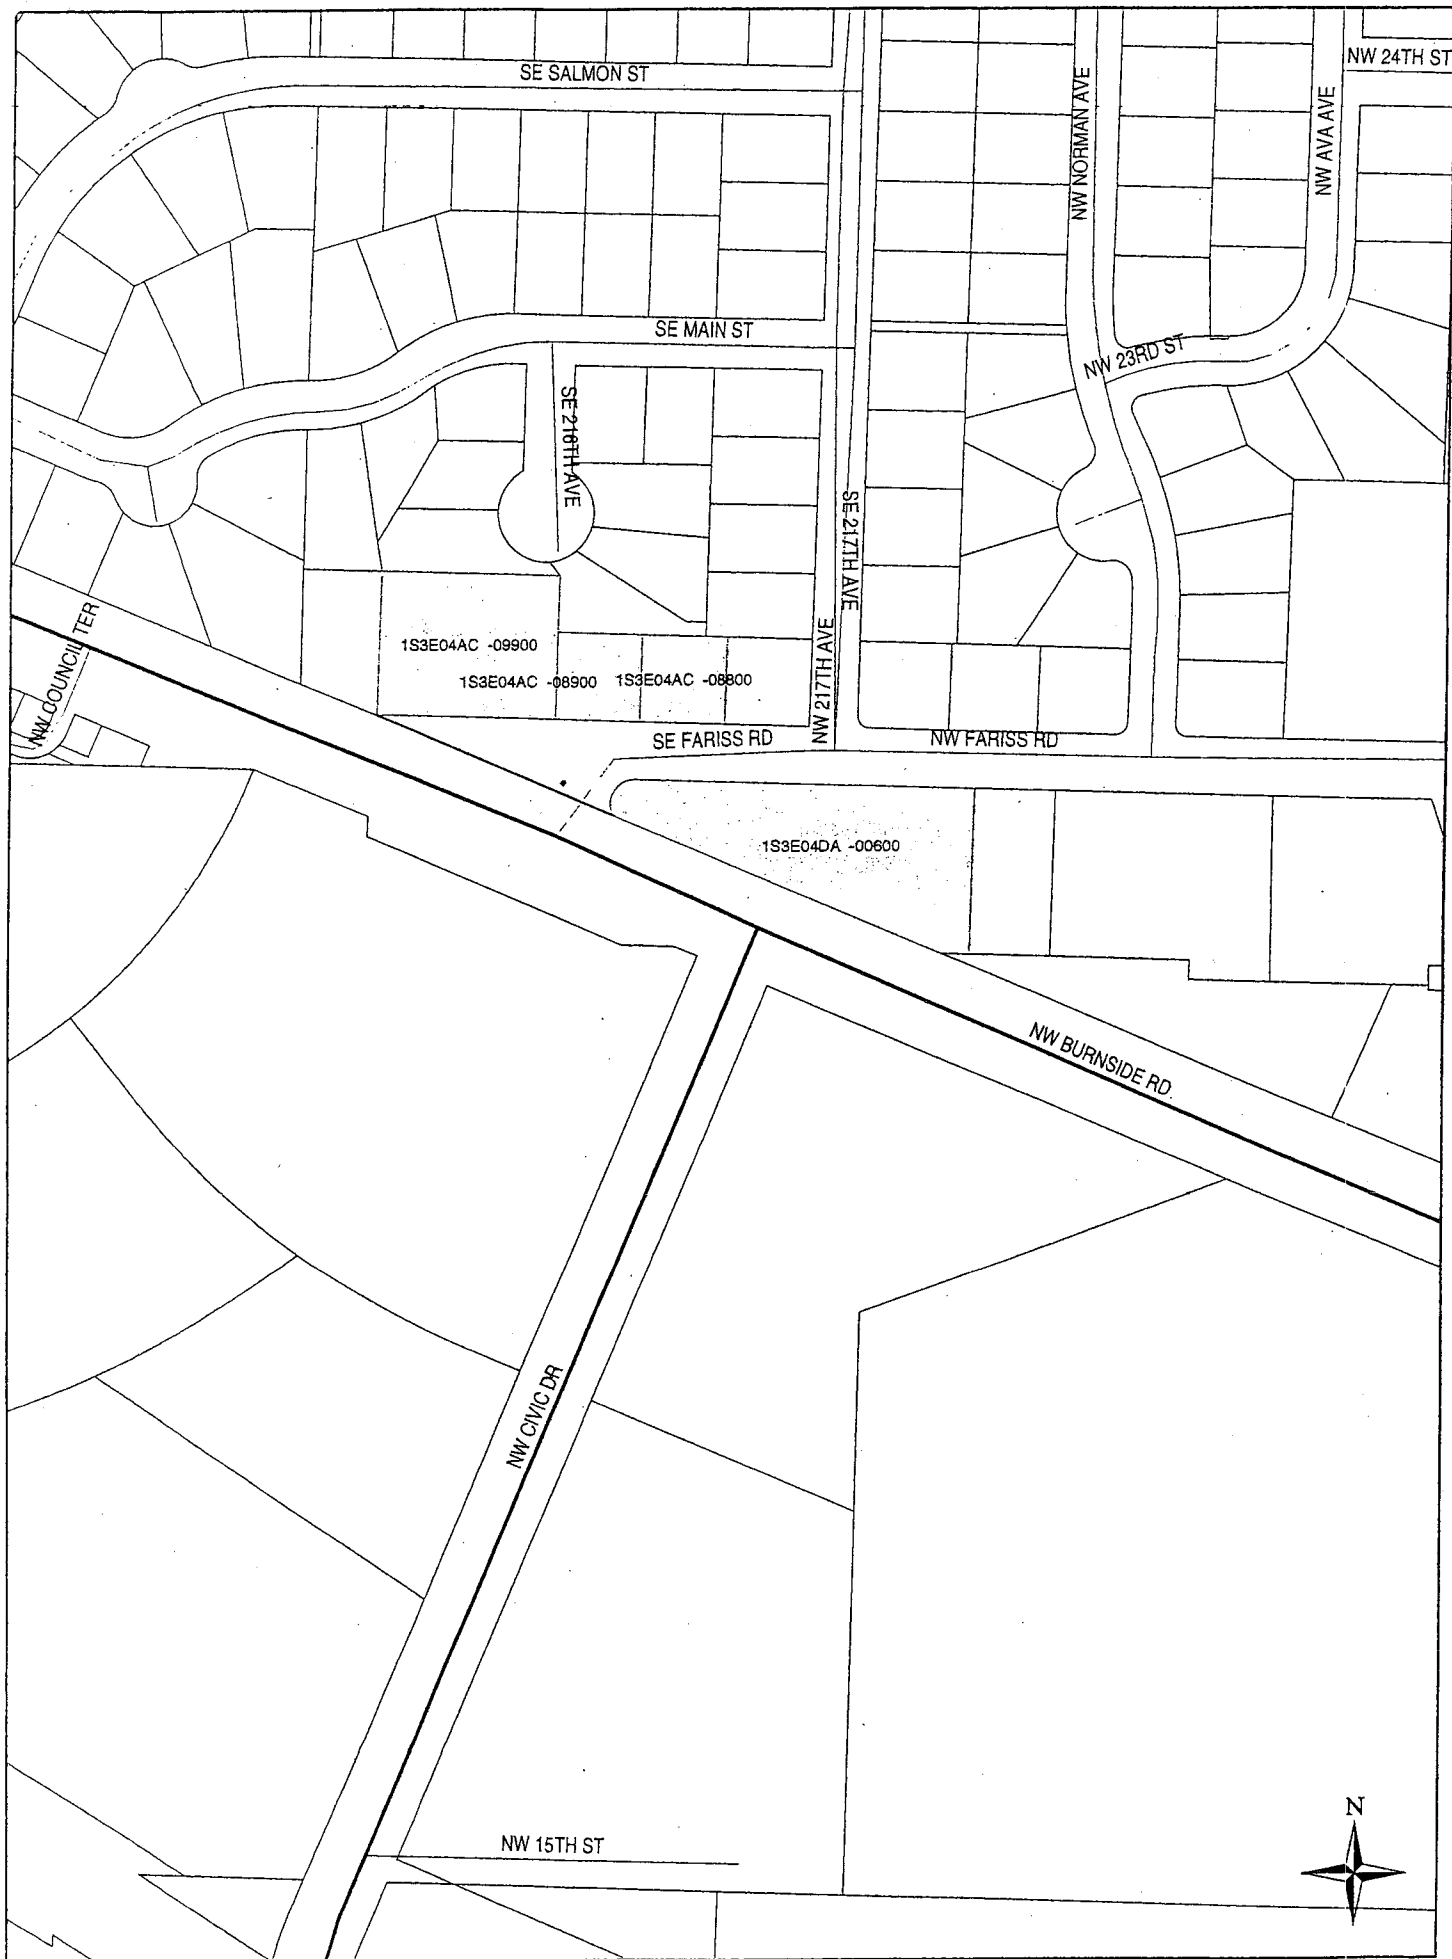 NW 24TH ST
SE SALMON ST
NW NORMAN AVE
NW AVA AVE
SE MAIN ST
NW 23RD ST
SE 216TH AVE
SE 217TH AVE
NW COUNCIL TER
1S3E04AC -09900
1S3E04AC -08900
1S3E04AC -08800
NW 217TH AVE
SE FARISS RD
NW FARISS RD
1S3E04DA -00600
NW BURNSIDE RD.
NW CIVIC DR
N
NW 15TH ST